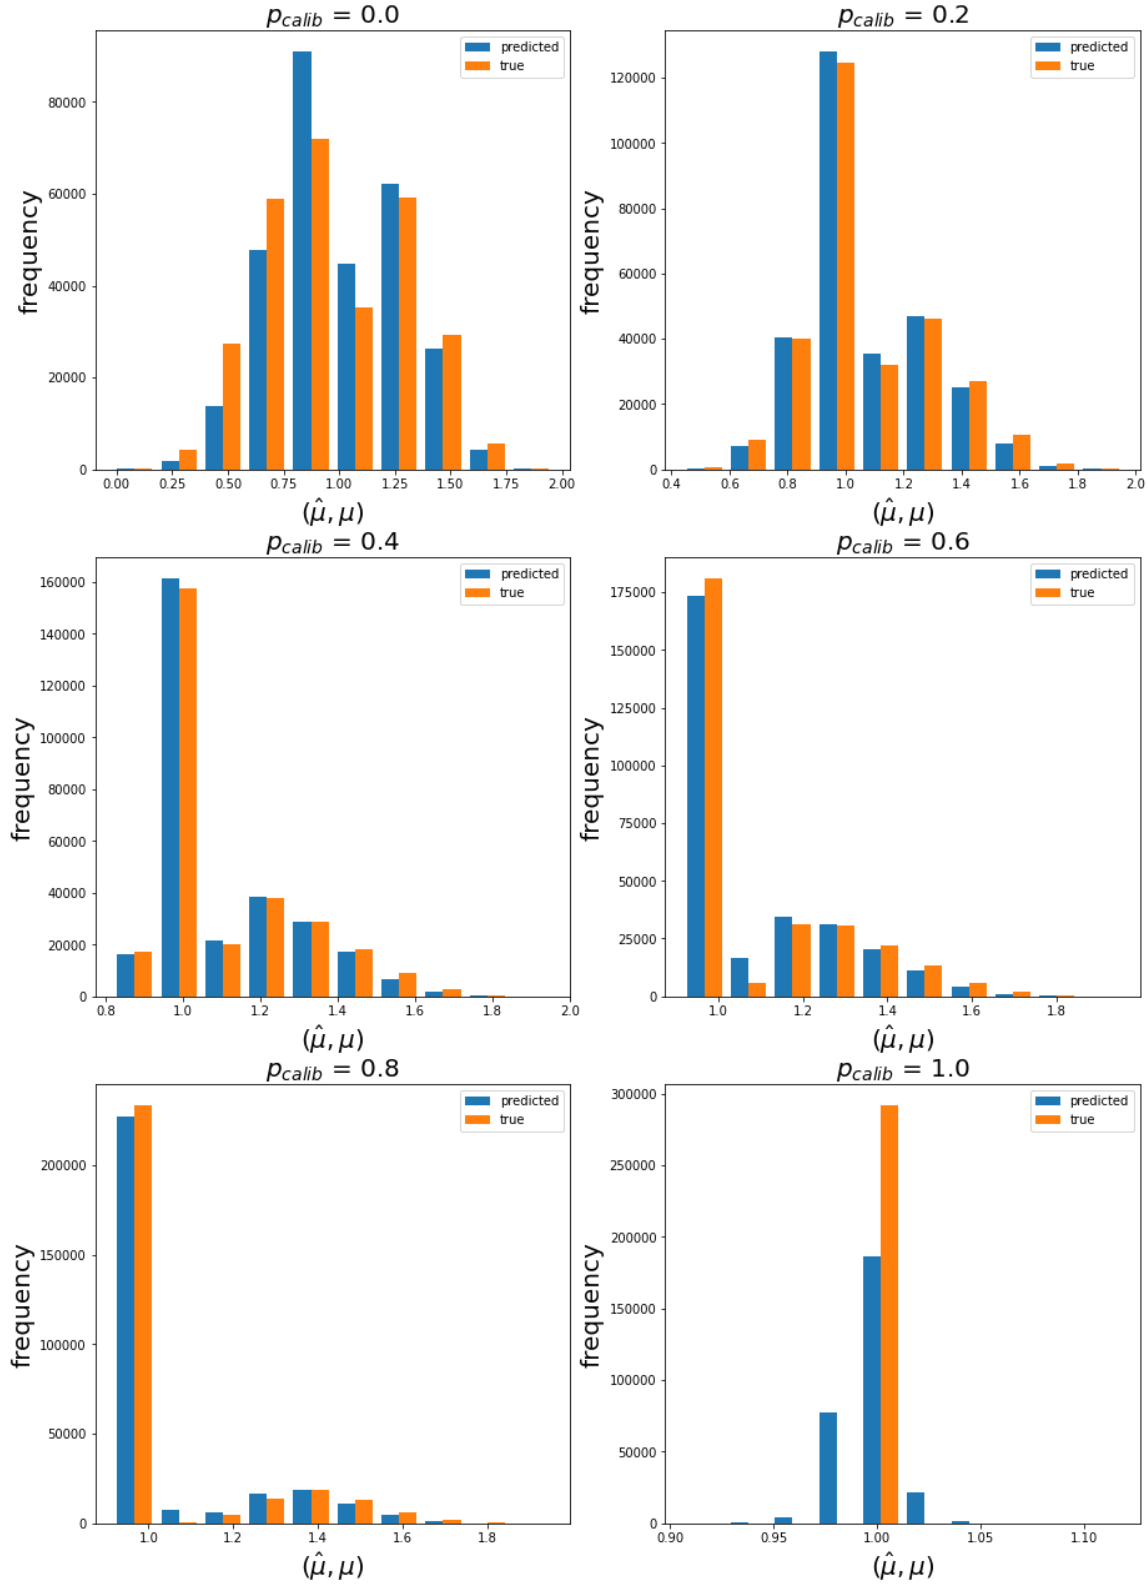 p_calib = 0.0
predicted
true
80000
60000
40000
20000
0
frequency
0.00 0.25 0.50 0.75 1.00 1.25 1.50 1.75 2.00
(μ̂, μ)
p_calib = 0.2
predicted
true
120000
100000
80000
60000
40000
20000
0
frequency
0.4 0.6 0.8 1.0 1.2 1.4 1.6 1.8 2.0
(μ̂, μ)
p_calib = 0.4
predicted
true
160000
140000
120000
100000
80000
60000
40000
20000
0
frequency
0.8 1.0 1.2 1.4 1.6 1.8 2.0
(μ̂, μ)
p_calib = 0.6
predicted
true
175000
150000
125000
100000
75000
50000
25000
0
frequency
1.0 1.2 1.4 1.6 1.8
(μ̂, μ)
p_calib = 0.8
predicted
true
200000
150000
100000
50000
0
frequency
1.0 1.2 1.4 1.6 1.8
(μ̂, μ)
p_calib = 1.0
predicted
true
300000
250000
200000
150000
100000
50000
0
frequency
0.90 0.95 1.00 1.05 1.10
(μ̂, μ)